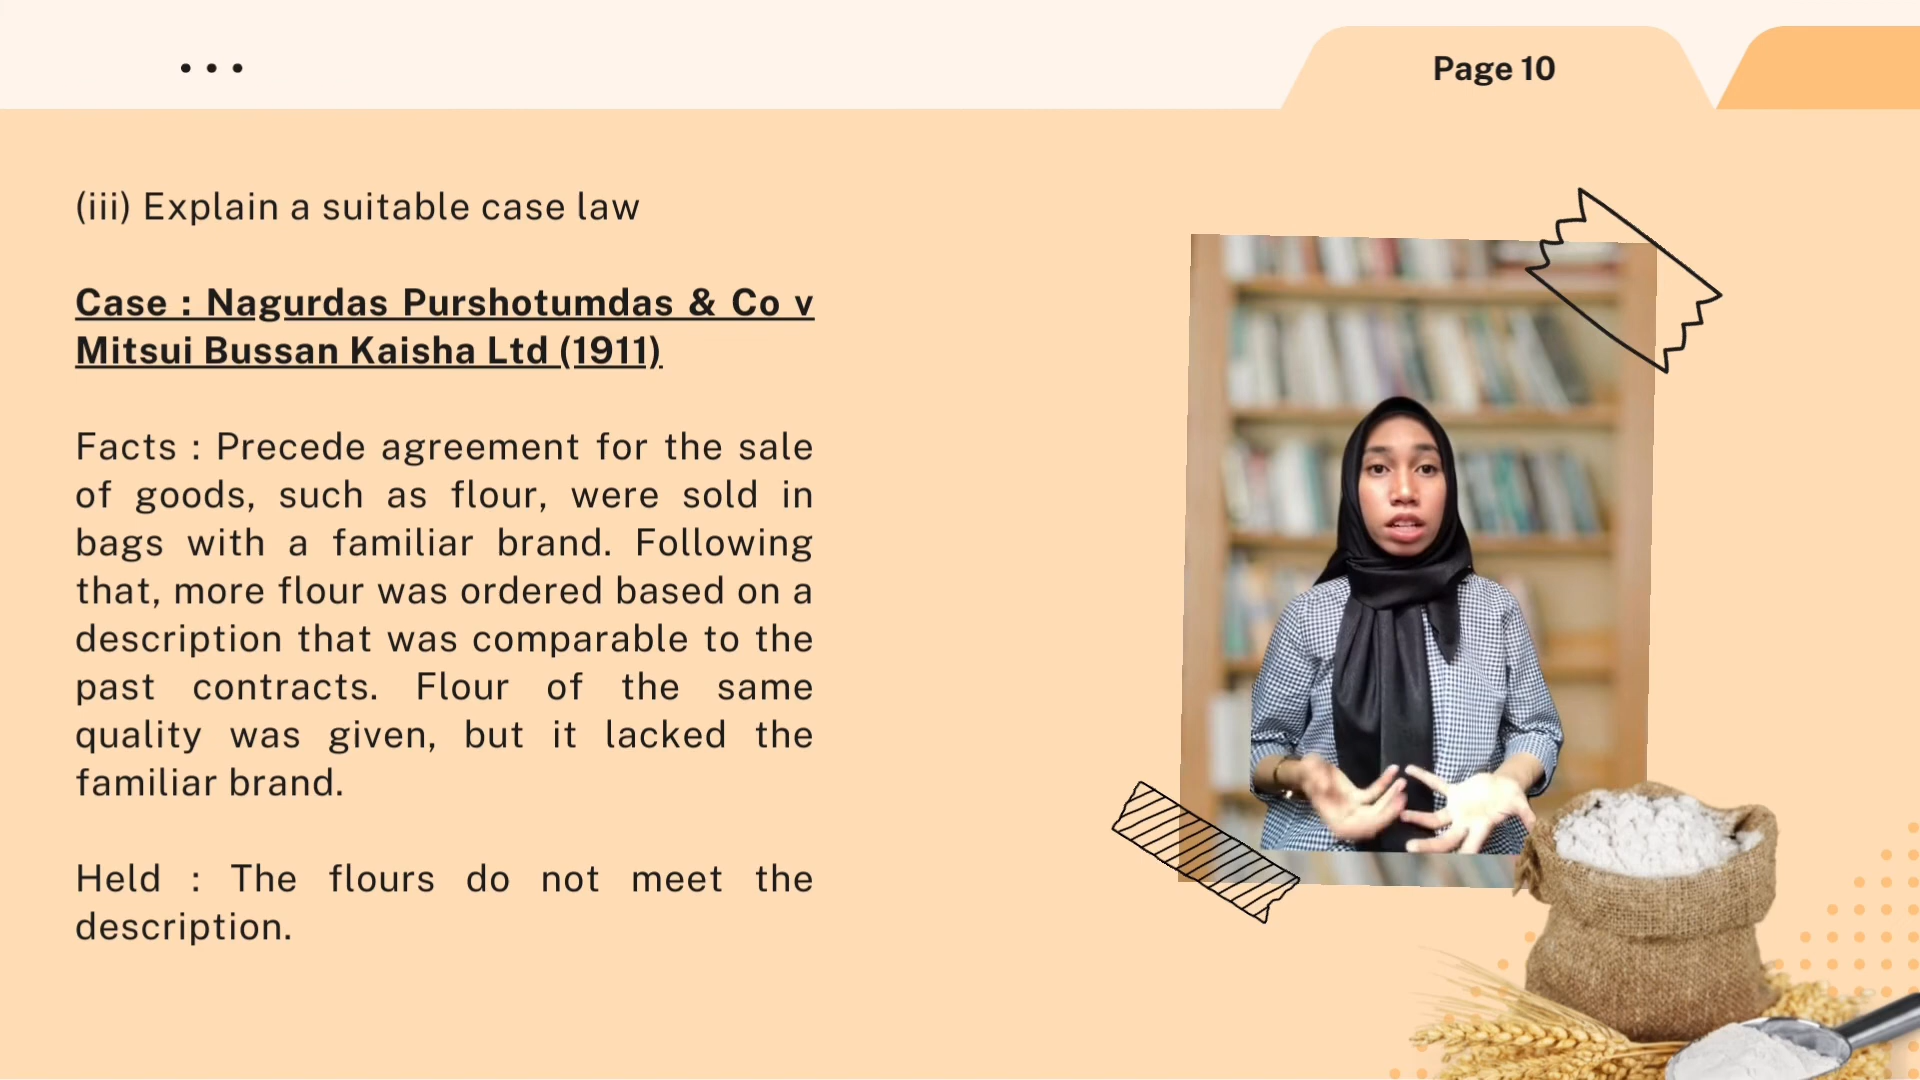 Page 10
(iii) Explain a suitable case law
Case : Nagurdas Purshotumdas & Co v
Mitsui Bussan Kaisha Ltd (1911)
Facts : Precede agreement for the sale
of goods, such as flour, were sold in
bags with a familiar brand. Following
that, more flour was ordered based on a
description that was comparable to the
past contracts. Flour of the same
quality was given, but it lacked the
familiar brand.
Held : The flours do not meet the
description.